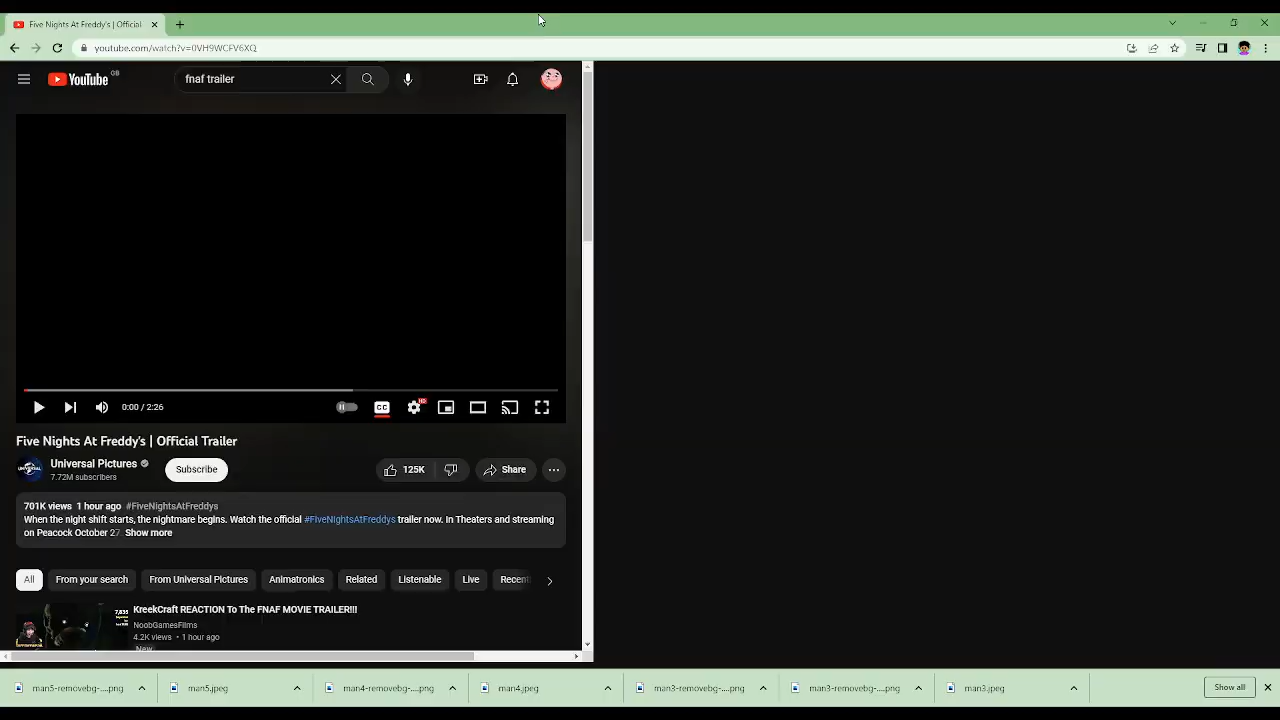 Five Nights At Freddy's | Official
youtube.com/watch?v=0VH9WCFV6XQ
YouTube GB
fnaf trailer
0:00 / 2:26
CC
HD
Five Nights At Freddy's | Official Trailer
UNIVERSAL
Universal Pictures
7.72M subscribers
Subscribe
125K
Share
701K views 1 hour ago #FiveNightsAtFreddys
When the night shift starts, the nightmare begins. Watch the official #FiveNightsAtFreddys trailer now. In Theaters and streaming
on Peacock October 27. Show more
All
From your search
From Universal Pictures
Animatronics
Related
Listenable
Live
Recent
KreekCraft REACTION To The FNAF MOVIE TRAILER!!!
NoobGamesFilms
4.2K views • 1 hour ago
New
man5-removebg-....png
man5.jpeg
man4-removebg-....png
man4.jpeg
man3-removebg-....png
man3-removebg-....png
man3.jpeg
Show all